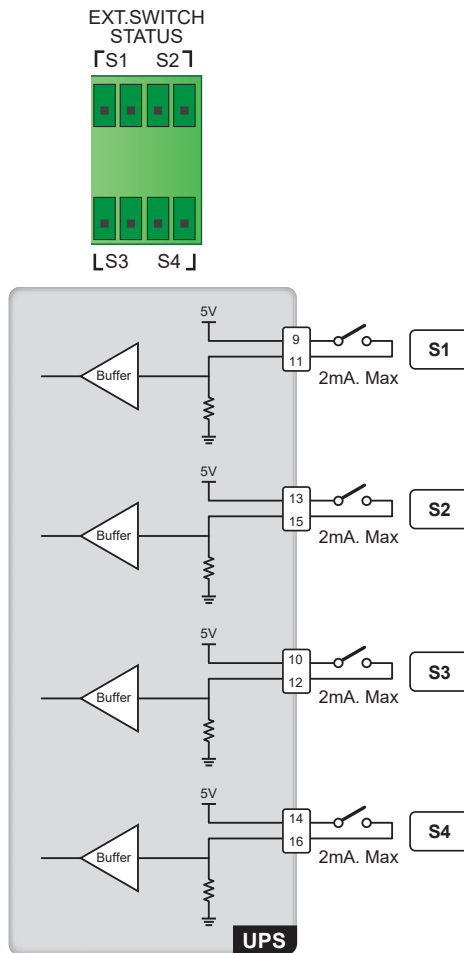 EXT.SWITCH
STATUS
S1 S2
S3 S4
5V
9
11
Buffer
2mA. Max
S1
5V
13
15
Buffer
2mA. Max
S2
5V
10
12
Buffer
2mA. Max
S3
5V
14
16
Buffer
2mA. Max
S4
UPS